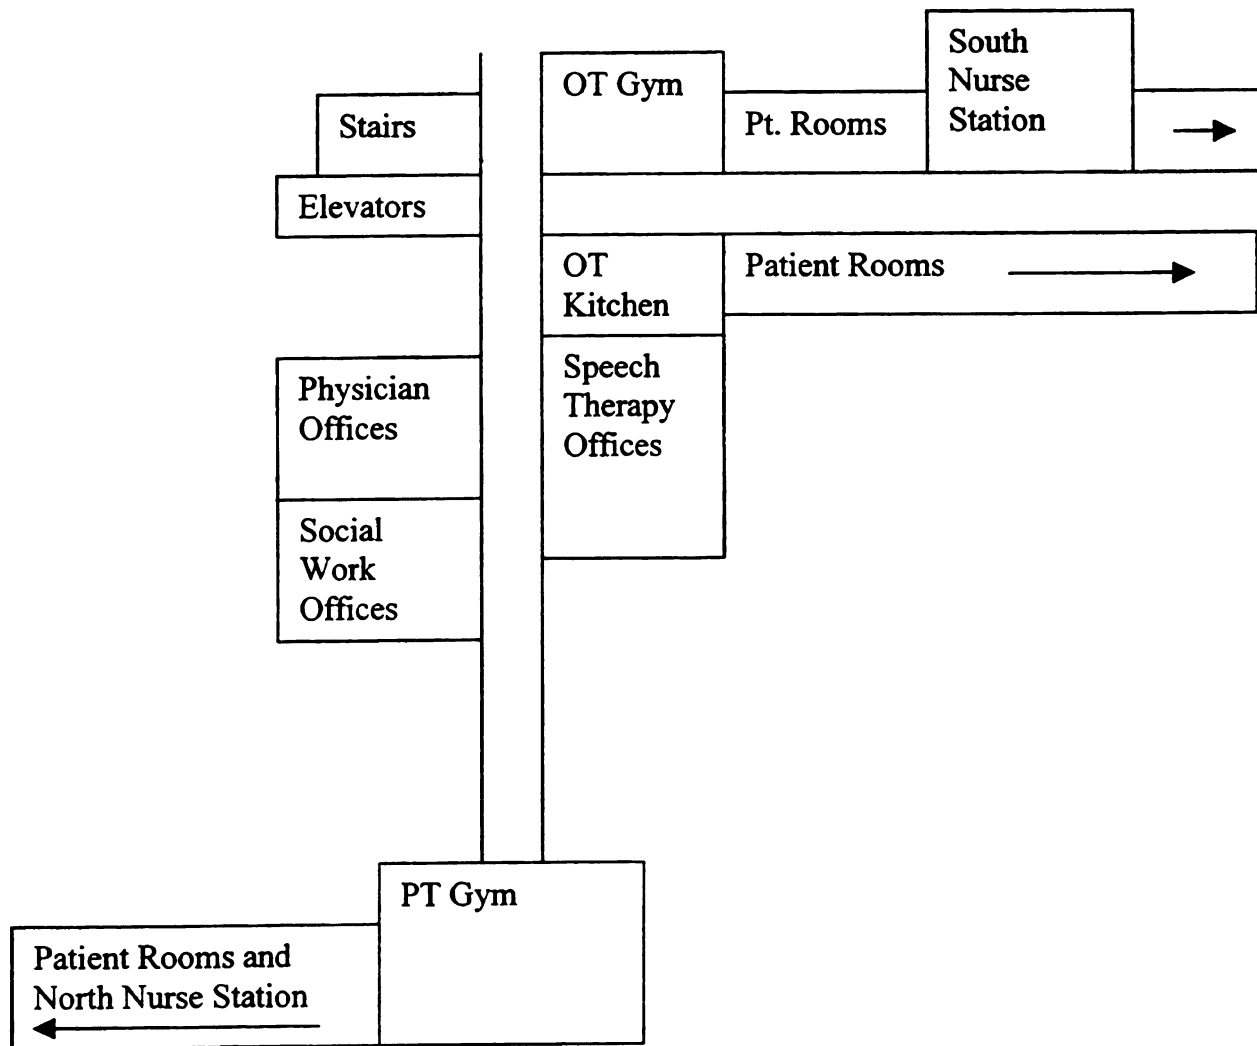 South
Nurse
Station
OT Gym
Pt. Rooms
Stairs
Elevators
OT
Kitchen
Patient Rooms
Physician
Offices
Speech
Therapy
Offices
Social
Work
Offices
PT Gym
Patient Rooms and
North Nurse Station